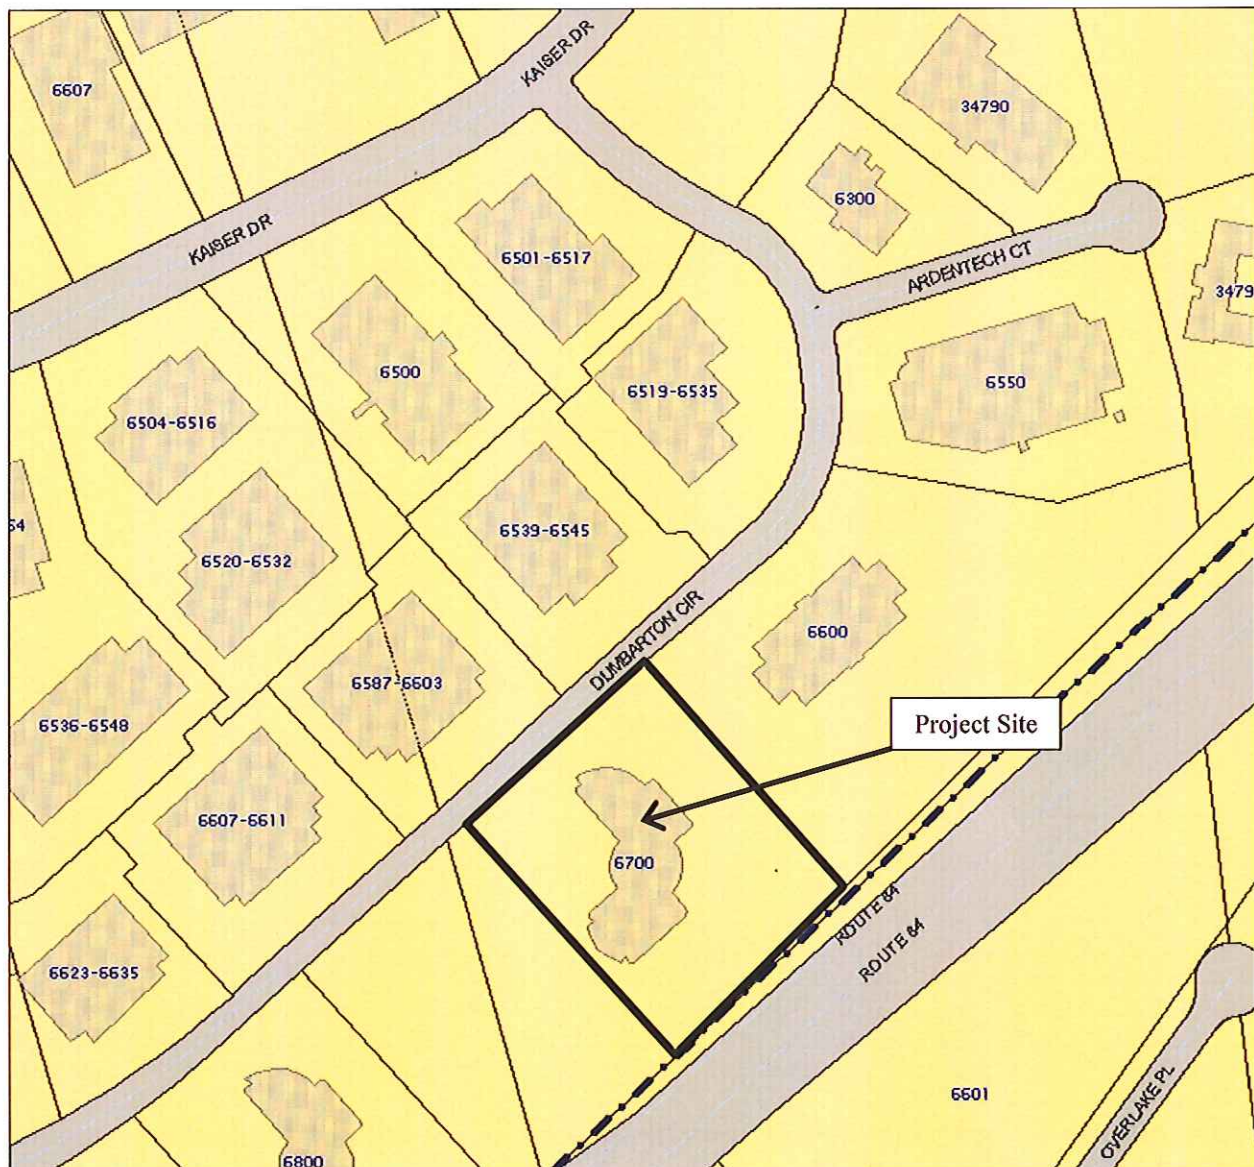 KAISER DR
6607
34790
6300
KAISER DR
6501-6517
ARDENTECH CT
3479
6500
6519-6535
6550
6504-6516
54
6539-6545
6520-6532
DUMBARTON CIR
6600
6587-6603
6536-6548
Project Site
6607-6611
6700
ROUTE 84
ROUTE 84
6623-6635
6601
OVERLAKE PL
6800